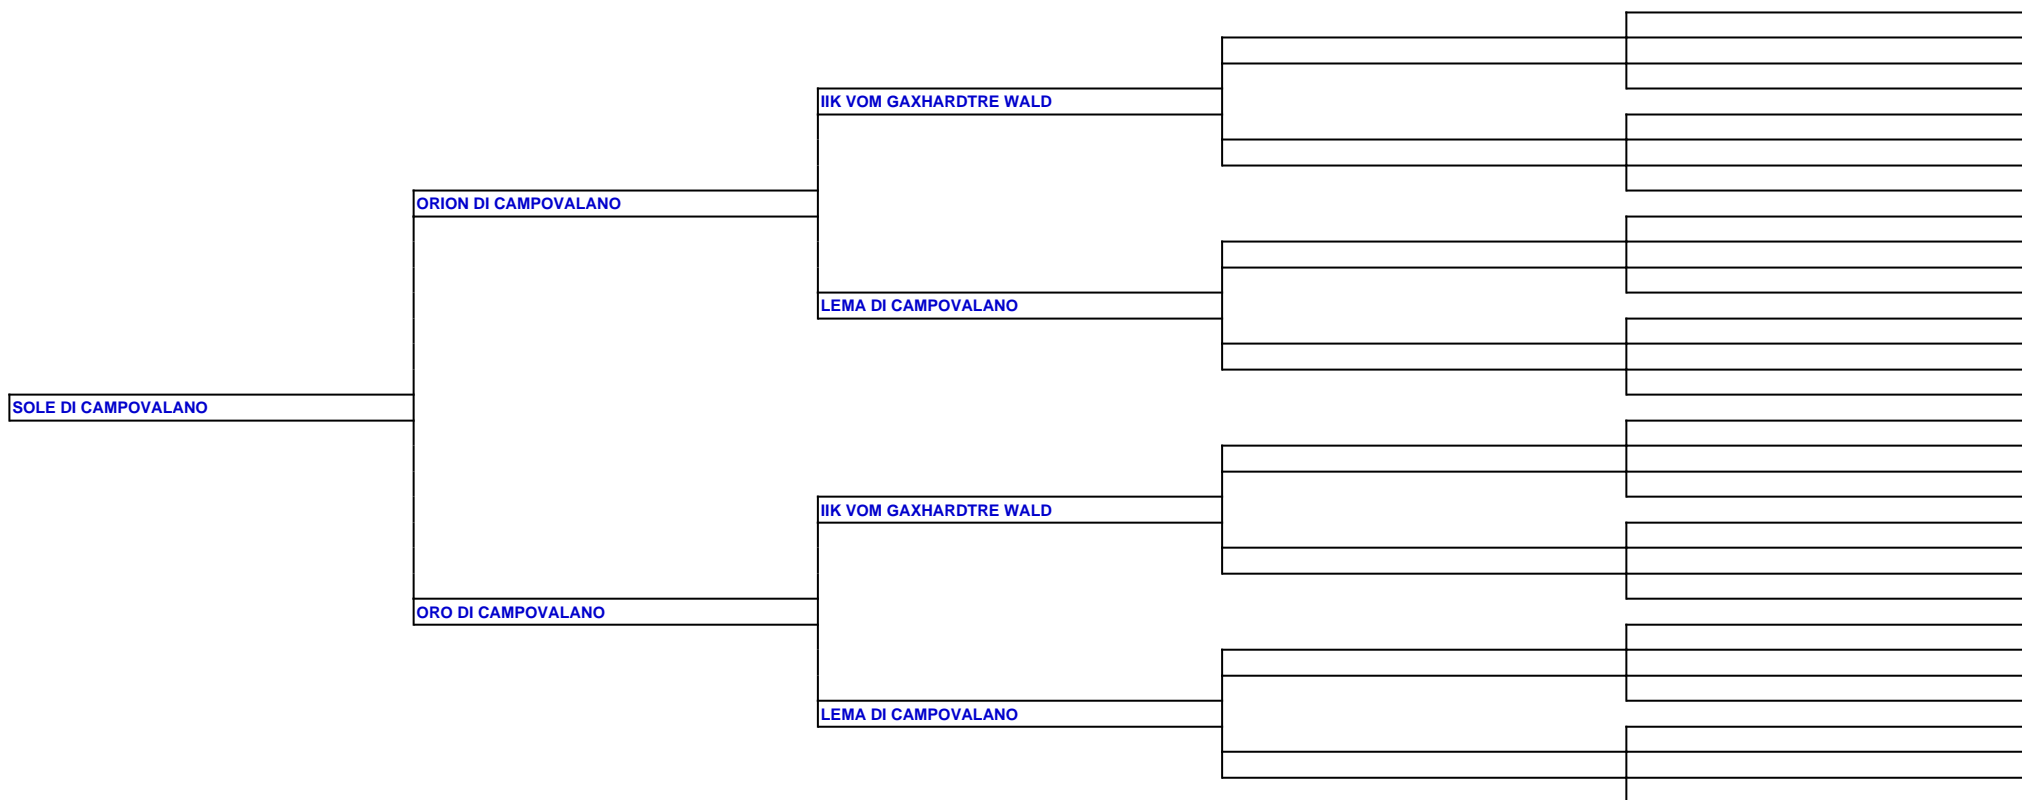 IIK VOM GAXHARDTRE WALD
ORION DI CAMPOVALANO
LEMA DI CAMPOVALANO
SOLE DI CAMPOVALANO
IIK VOM GAXHARDTRE WALD
ORO DI CAMPOVALANO
LEMA DI CAMPOVALANO